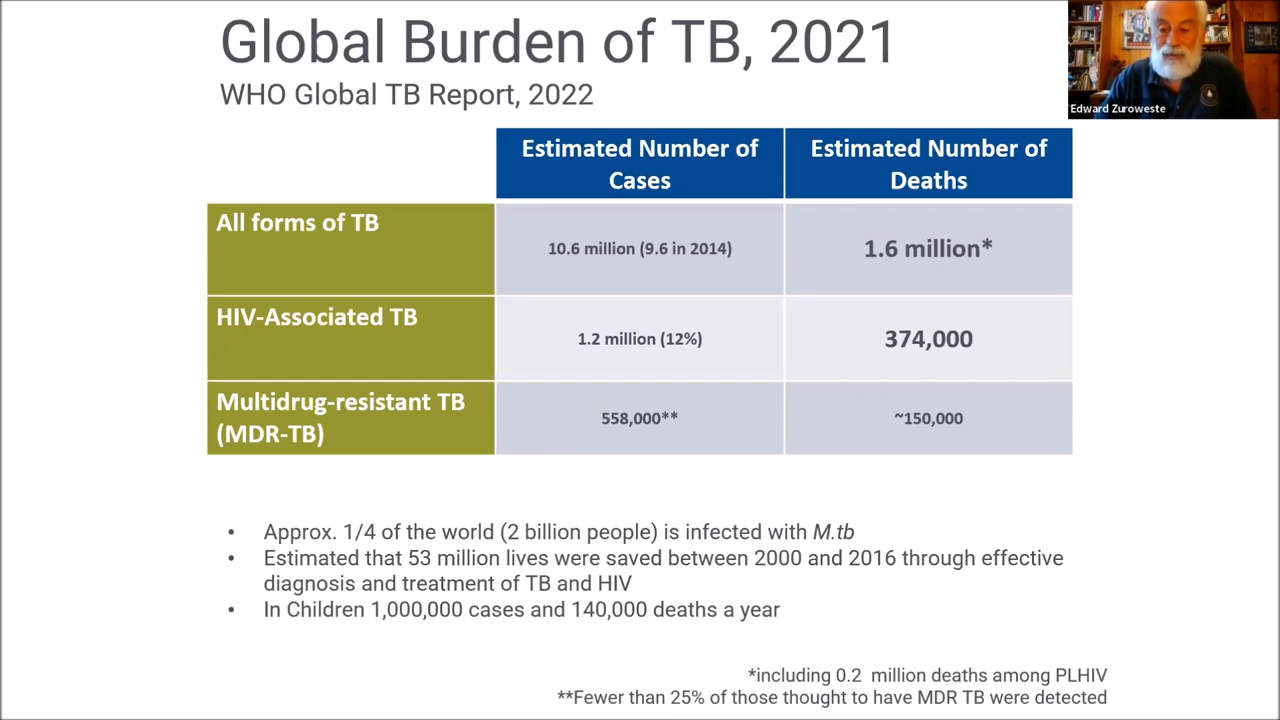 Global Burden of TB, 2021
WHO Global TB Report, 2022
Edward Zuroweste
Estimated Number of
Cases
Estimated Number of
Deaths
All forms of TB
10.6 million (9.6 in 2014)
1.6 million*
HIV-Associated TB
1.2 million (12%)
374,000
Multidrug-resistant TB
(MDR-TB)
558,000**
~150,000
• Approx. 1/4 of the world (2 billion people) is infected with M.tb
• Estimated that 53 million lives were saved between 2000 and 2016 through effective
diagnosis and treatment of TB and HIV
• In Children 1,000,000 cases and 140,000 deaths a year
*including 0.2 million deaths among PLHIV
**Fewer than 25% of those thought to have MDR TB were detected